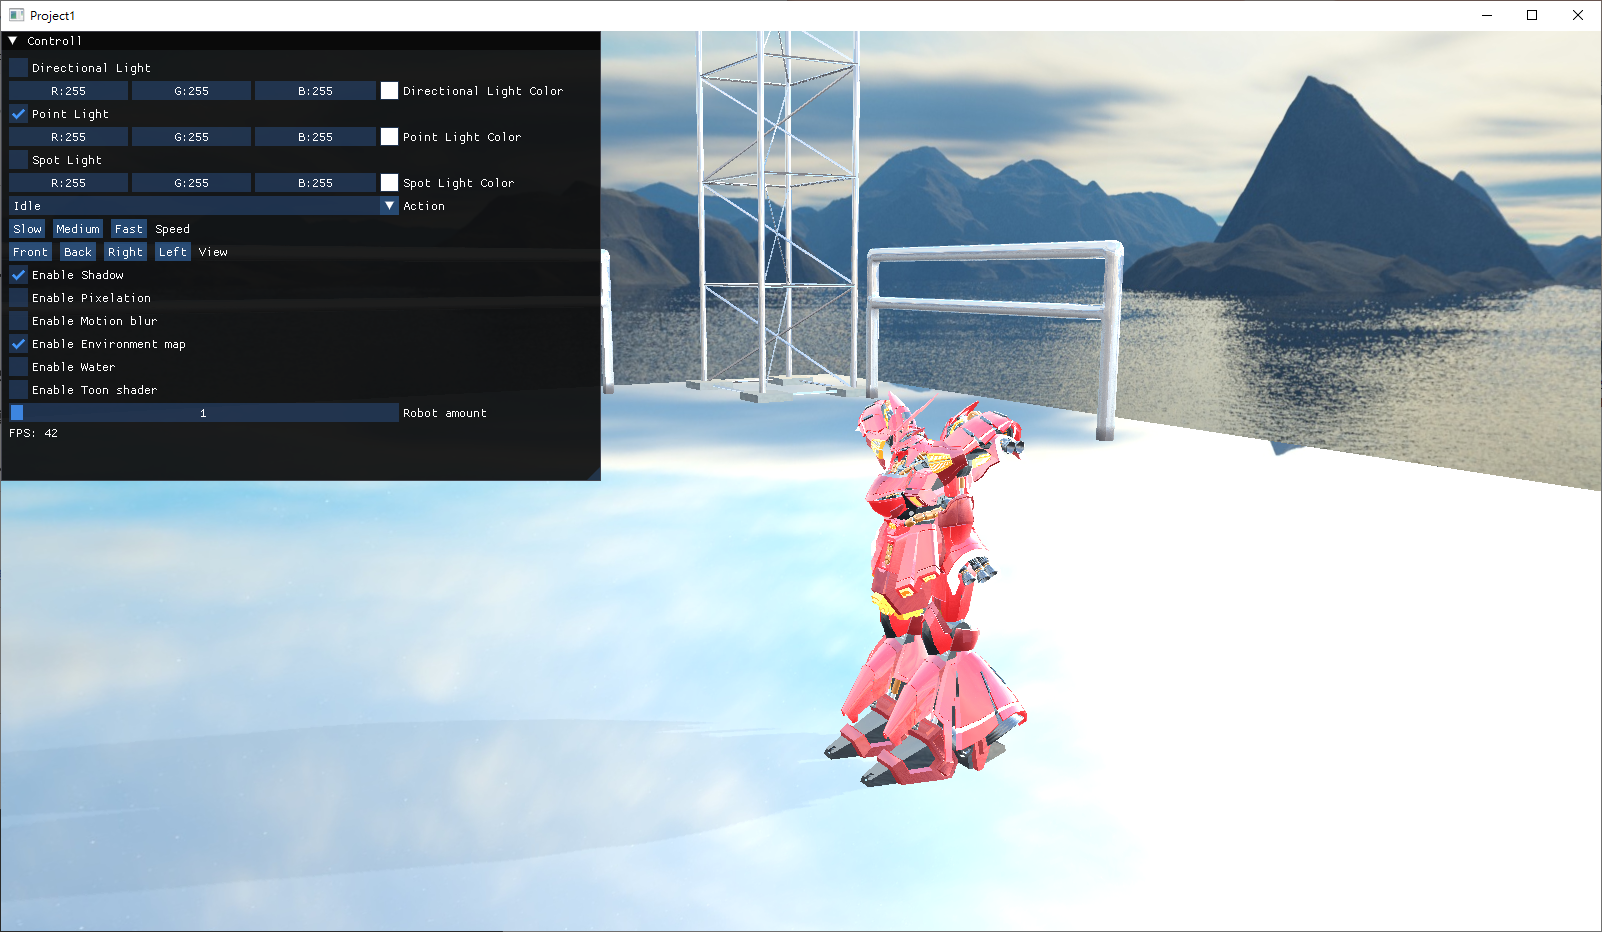 Project1
Controll
Directional Light
R:255 G:255 B:255 Directional Light Color
Point Light
R:255 G:255 B:255 Point Light Color
Spot Light
R:255 G:255 B:255 Spot Light Color
Idle Action
Slow Medium Fast Speed
Front Back Right Left View
Enable Shadow
Enable Pixelation
Enable Motion blur
Enable Environment map
Enable Water
Enable Toon shader
1 Robot amount
FPS: 42